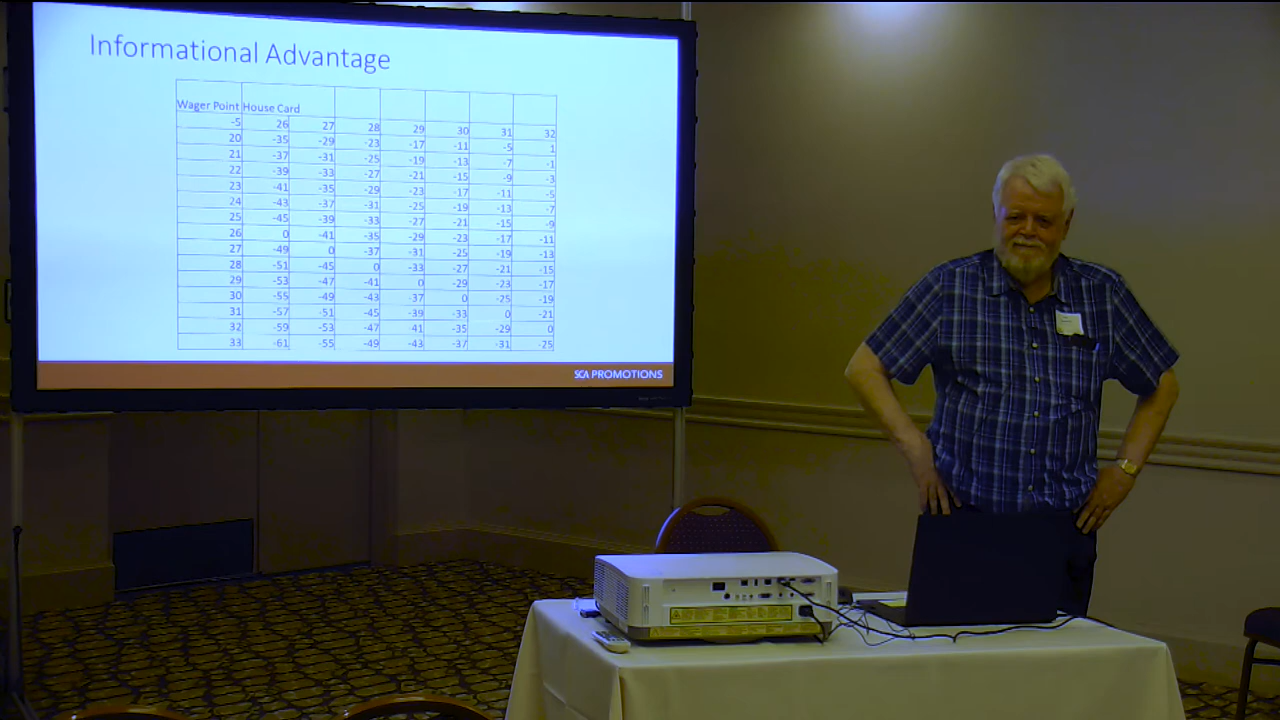 Informational Advantage
Wager Point House Card
-5 26 27 28 29 30 31 32
20 -35 -29 -23 -17 -11 -5 1
21 -37 -31 -25 -19 -13 -7 -1
22 -39 -33 -27 -21 -15 -9 -3
23 -41 -35 -29 -23 -17 -11 -5
24 -43 -37 -31 -25 -19 -13 -7
25 -45 -39 -33 -27 -21 -15 -9
26 0 -41 -35 -29 -23 -17 -11
27 -49 0 -37 -31 -25 -19 -13
28 -51 -45 0 -33 -27 -21 -15
29 -53 -47 -41 0 -29 -23 -17
30 -55 -49 -43 -37 0 -25 -19
31 -57 -51 -45 -39 -33 0 -21
32 -59 -53 -47 41 -35 -29 0
33 -61 -55 -49 -43 -37 -31 -25
SCA PROMOTIONS